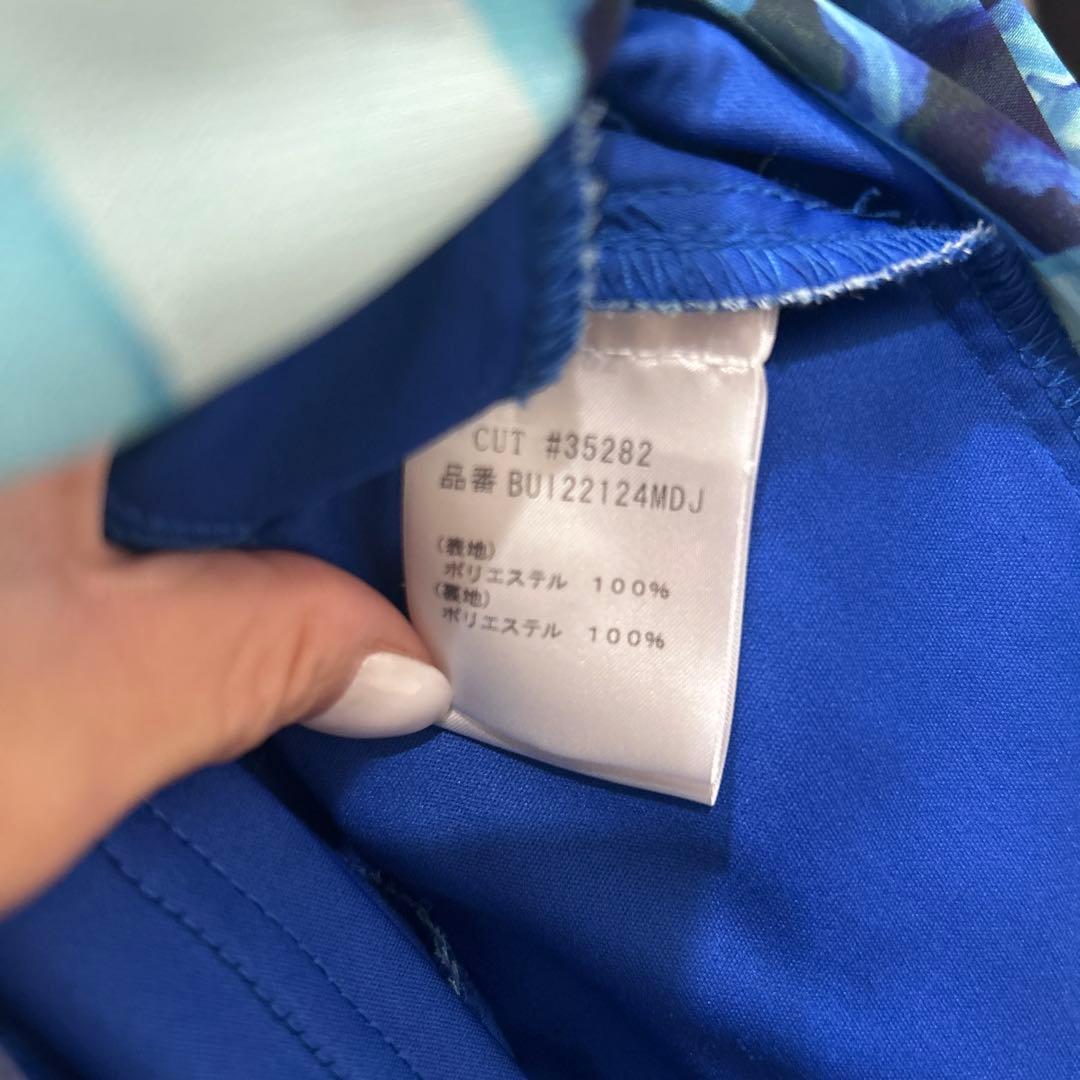 CUT #35282
品番 BUI22124MDJ
(表地)
ポリエステル 100%
(裏地)
ポリエステル 100%